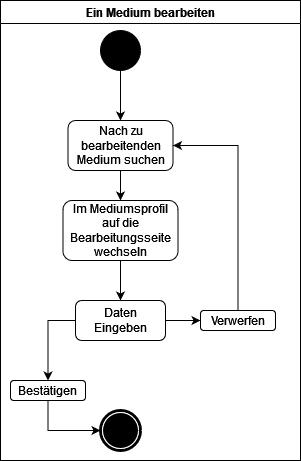 Ein Medium bearbeiten
Nach zu
bearbeitenden
Medium suchen
Im Mediumsprofil
auf die
Bearbeitungsseite
wechseln
Daten
Eingeben
Verwerfen
Bestätigen